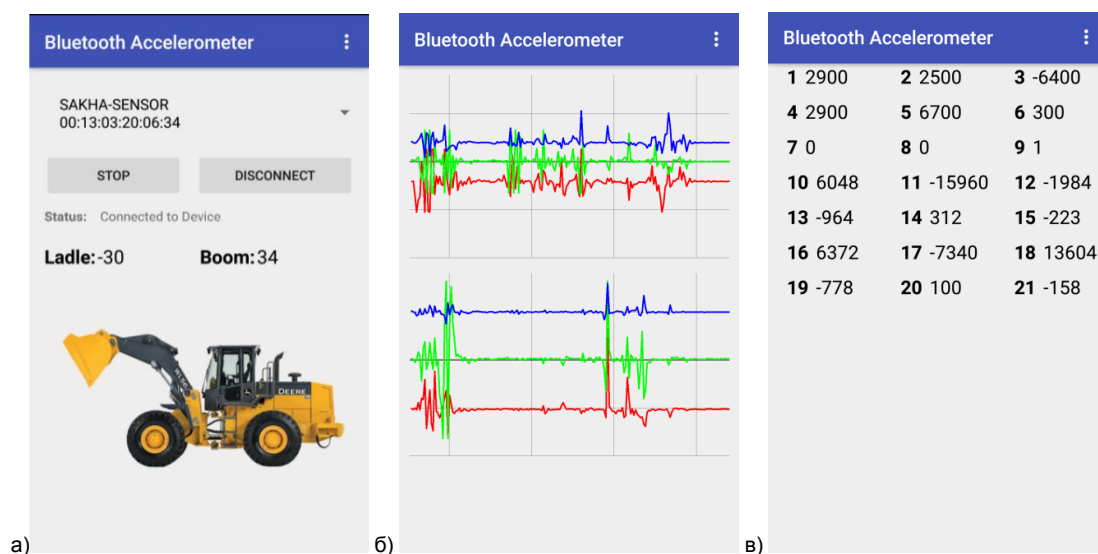 Bluetooth Accelerometer
SAKHA-SENSOR
00:13:03:20:06:34
STOP DISCONNECT
Status: Connected to Device
Ladle:-30 Boom:34
DEERE
а)
Bluetooth Accelerometer
б)
Bluetooth Accelerometer
1 2900 2 2500 3 -6400
4 2900 5 6700 6 300
7 0 8 0 9 1
10 6048 11 -15960 12 -1984
13 -964 14 312 15 -223
16 6372 17 -7340 18 13604
19 -778 20 100 21 -158
в)